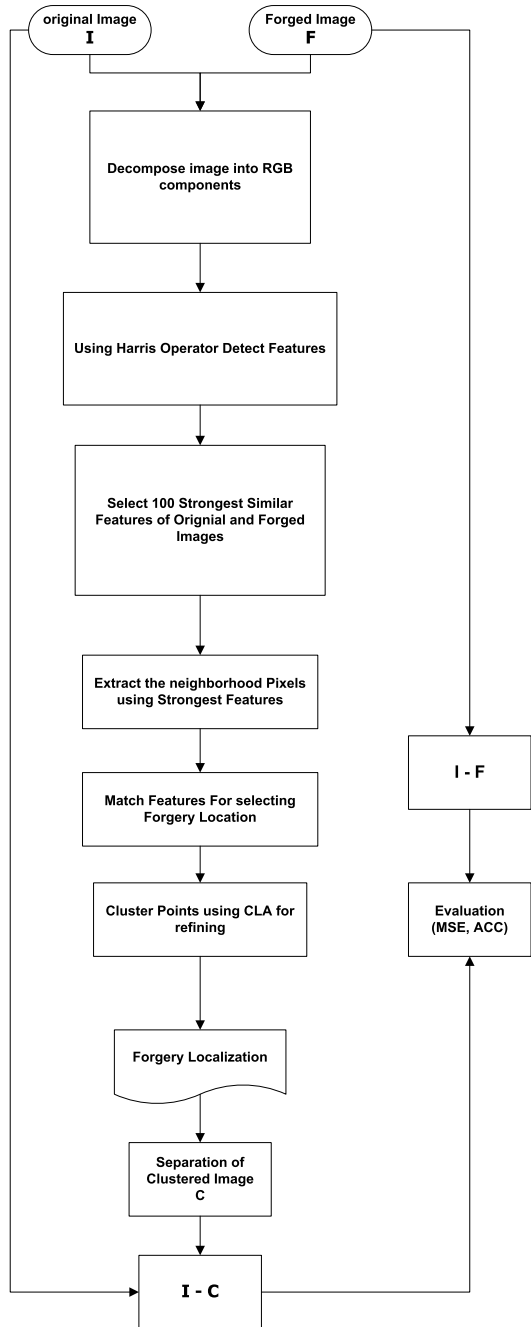 original Image
I
Forged Image
F
Decompose image into RGB
components
Using Harris Operator Detect Features
Select 100 Strongest Similar
Features of Orignial and Forged
Images
Extract the neighborhood Pixels
using Strongest Features
Match Features For selecting
Forgery Location
I - F
Cluster Points using CLA for
refining
Evaluation
(MSE, ACC)
Forgery Localization
Separation of
Clustered Image
C
I - C